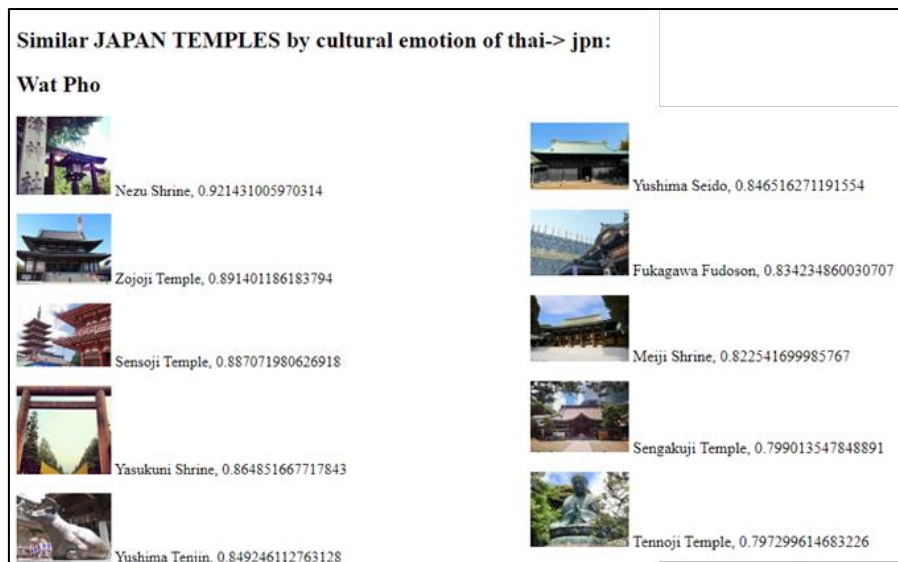 Similar JAPAN TEMPLES by cultural emotion of thai-> jpn:
Wat Pho
Nezu Shrine, 0.921431005970314
Zojoji Temple, 0.891401186183794
Sensoji Temple, 0.887071980626918
Yasukuni Shrine, 0.864851667717843
Yushima Tenjin, 0.849246112763128
Yushima Seido, 0.846516271191554
Fukagawa Fudoson, 0.834234860030707
Meiji Shrine, 0.822541699985767
Sengakuji Temple, 0.799013547848891
Tennoji Temple, 0.797299614683226